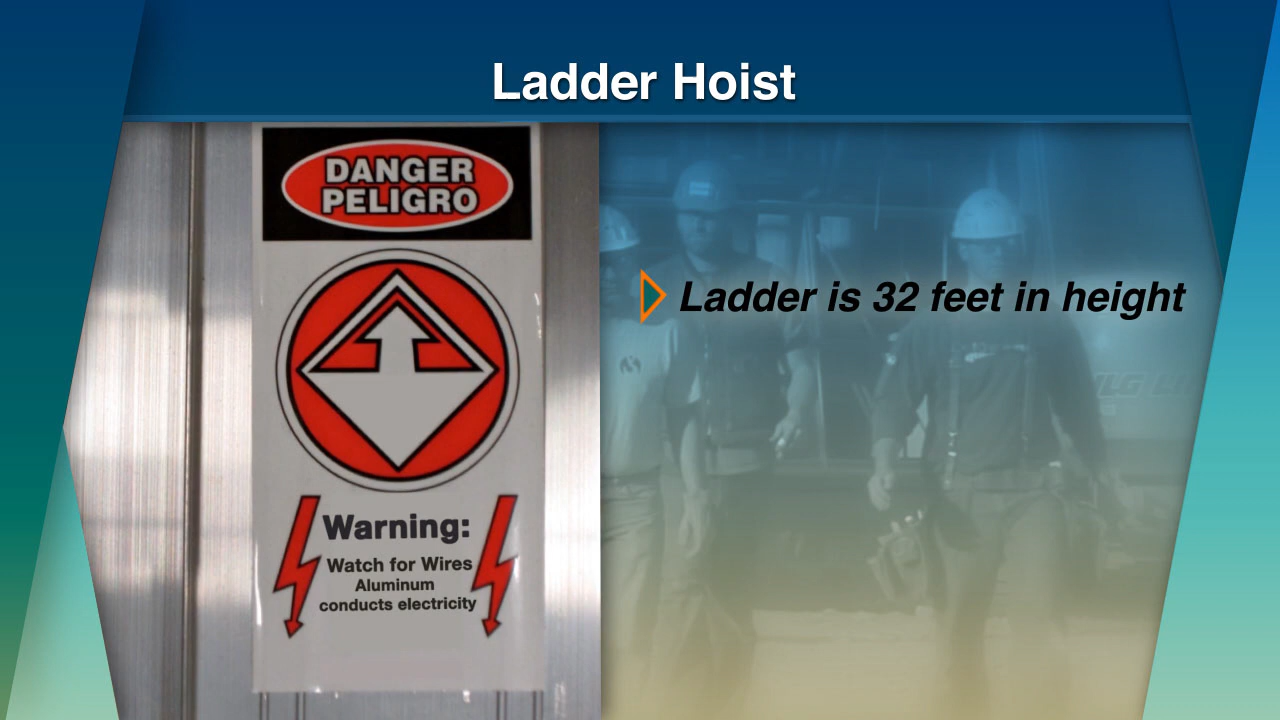 Ladder Hoist
DANGER
PELIGRO
Warning:
Watch for Wires
Aluminum
conducts electricity
Ladder is 32 feet in height